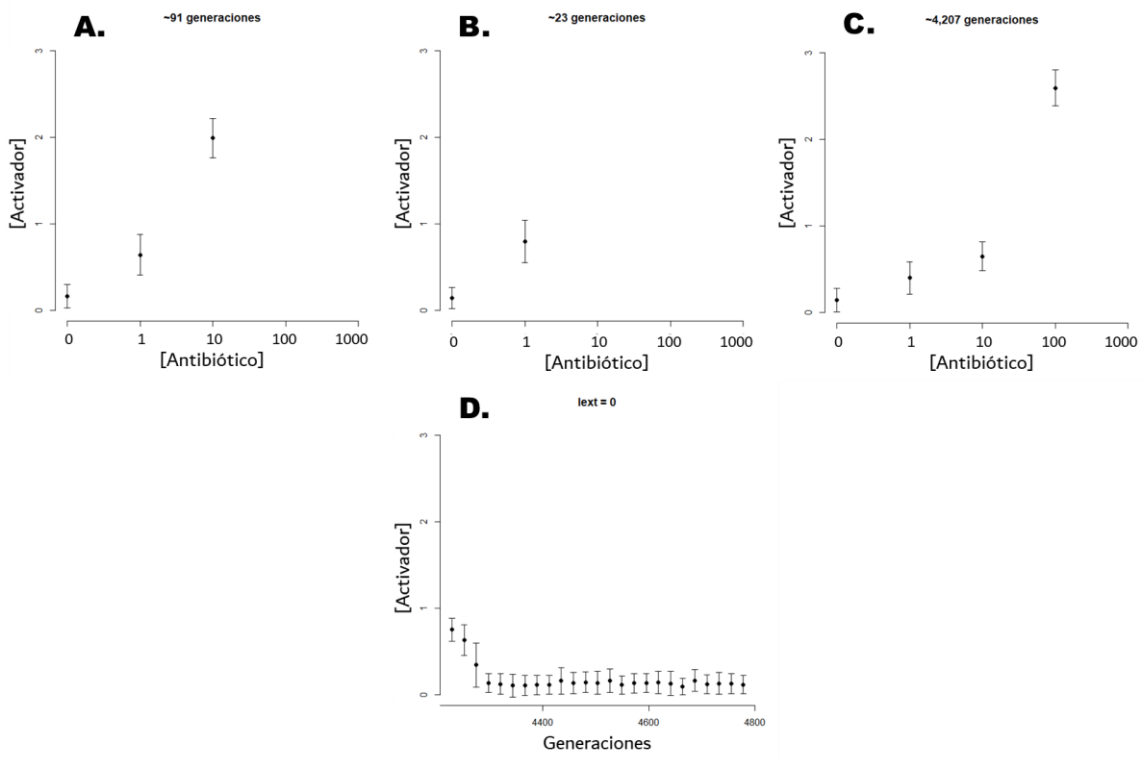 A.
~91 generaciones
3
2
1
0
[Activador]
0 1 10 100 1000
[Antibiótico]
B.
~23 generaciones
3
2
1
0
[Activador]
0 1 10 100 1000
[Antibiótico]
C.
~4,207 generaciones
3
2
1
0
[Activador]
0 1 10 100 1000
[Antibiótico]
D.
Iext = 0
3
2
1
0
[Activador]
4400 4600 4800
Generaciones